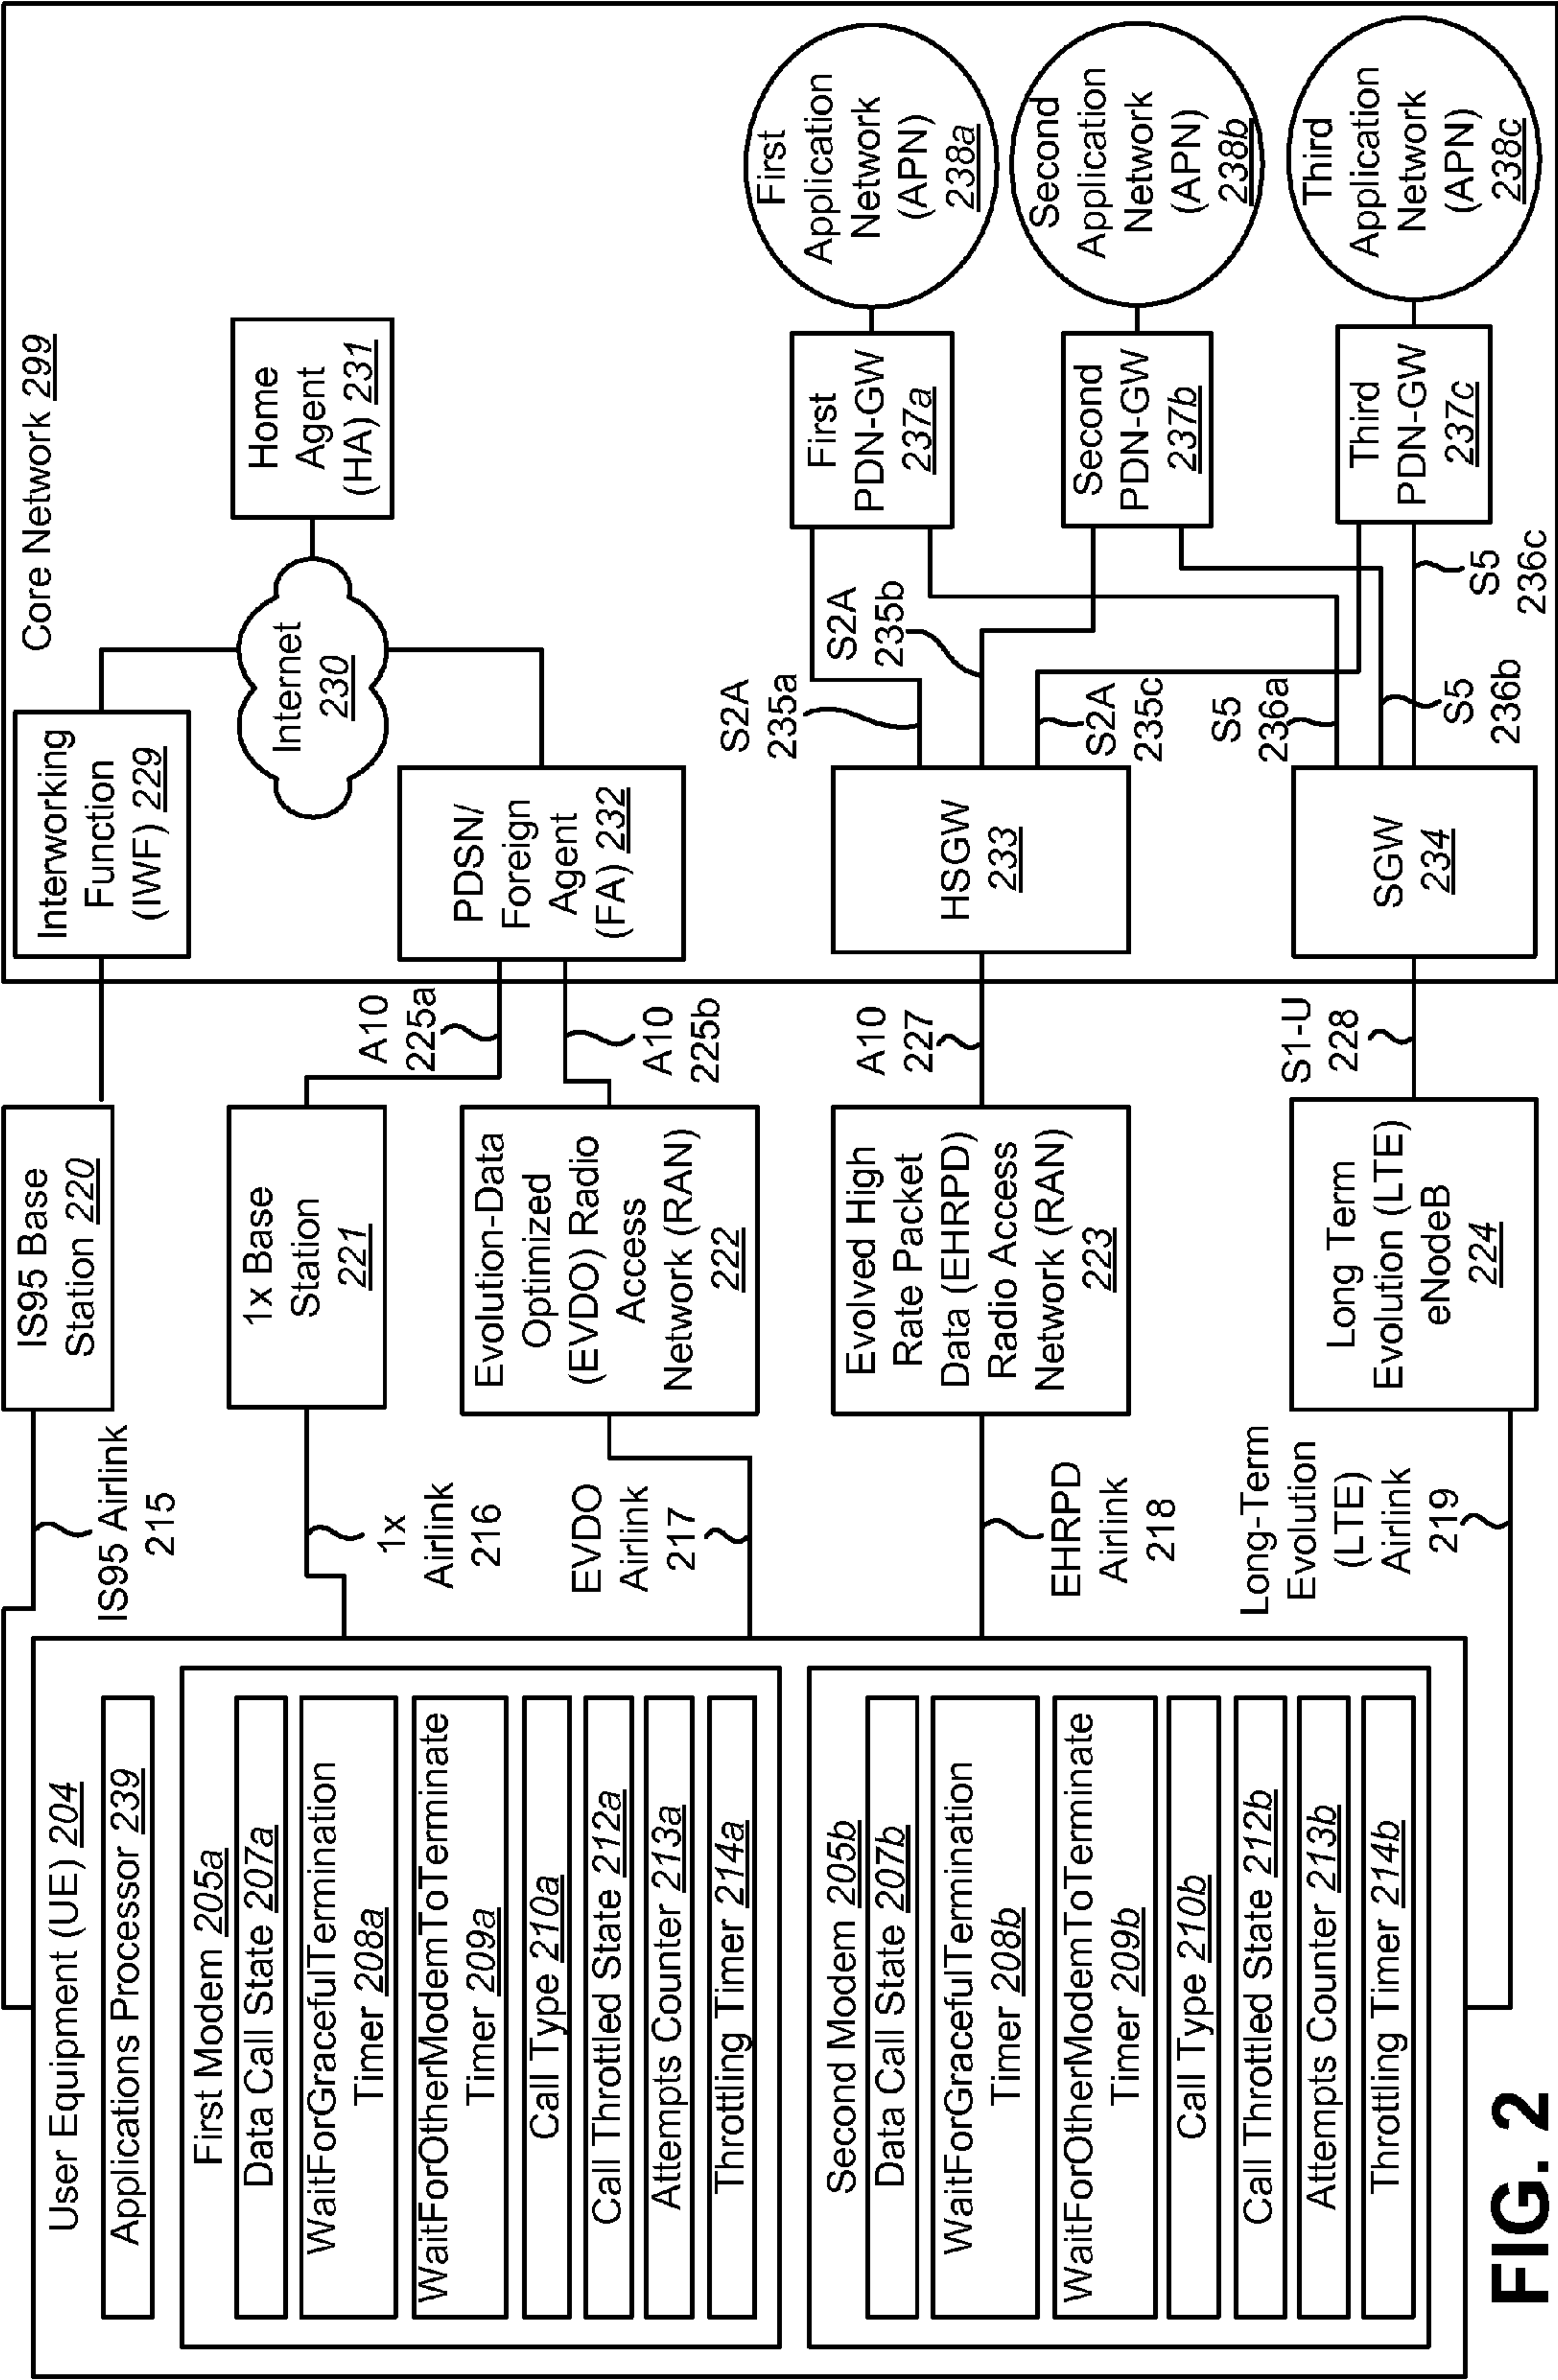 User Equipment (UE) 204
Applications Processor 239
First Modem 205a
Data Call State 207a
WaitForGracefulTermination
Timer 208a
WaitForOtherModemToTerminate
Timer 209a
Call Type 210a
Call Throttled State 212a
Attempts Counter 213a
Throttling Timer 214a
Second Modem 205b
Data Call State 207b
WaitForGracefulTermination
Timer 208b
WaitForOtherModemToTerminate
Timer 209b
Call Type 210b
Call Throttled State 212b
Attempts Counter 213b
Throttling Timer 214b
IS95 Airlink
215
1x
Airlink
216
EVDO
Airlink
217
EHRPD
Airlink
218
Long-Term
Evolution
(LTE)
Airlink
219
IS95 Base
Station 220
1x Base
Station
221
Evolution-Data
Optimized
(EVDO) Radio
Access
Network (RAN)
222
Evolved High
Rate Packet
Data (EHRPD)
Radio Access
Network (RAN)
223
Long Term
Evolution (LTE)
eNodeB
224
A10
225a
A10
225b
A10
227
S1-U
228
Core Network 299
Interworking
Function
(IWF) 229
Internet
230
Home
Agent
(HA) 231
PDSN/
Foreign
Agent
(FA) 232
HSGW
233
SGW
234
S2A
235a
S2A
235b
S2A
235c
S5
236a
S5
236b
S5
236c
First
PDN-GW
237a
Second
PDN-GW
237b
Third
PDN-GW
237c
First
Application
Network
(APN)
238a
Second
Application
Network
(APN)
238b
Third
Application
Network
(APN)
238c
FIG. 2